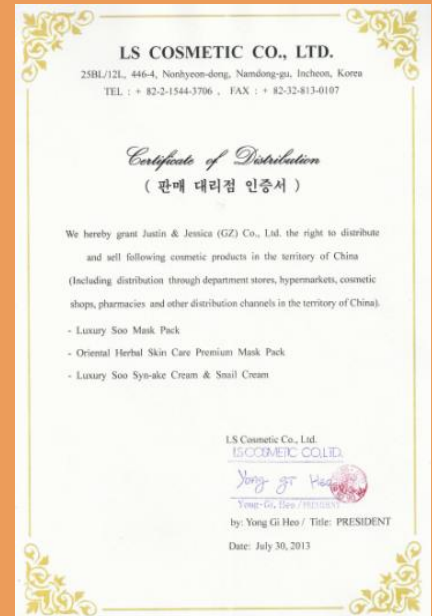 LS COSMETIC CO., LTD.
25BL/12L, 446-4, Nonhyeon-dong, Namdong-gu, Incheon, Korea
TEL : + 82-2-1544-3706 , FAX : + 82-32-813-0107
Certificate of Distribution
( 판매 대리점 인증서 )
We hereby grant Justin & Jessica (GZ) Co., Ltd. the right to distribute
and sell following cosmetic products in the territory of China
(Including distribution through department stores, hypermarkets, cosmetic
shops, pharmacies and other distribution channels in the territory of China).
- Luxury Soo Mask Pack
- Oriental Herbal Skin Care Premium Mask Pack
- Luxury Soo Syn-ake Cream & Snail Cream
LS Cosmetic Co., Ltd.
LS COSMETIC CO.,LTD.
Yong gi Heo
Yong-Gi, Heo / PRESIDENT
by: Yong Gi Heo / Title: PRESIDENT
Date: July 30, 2013